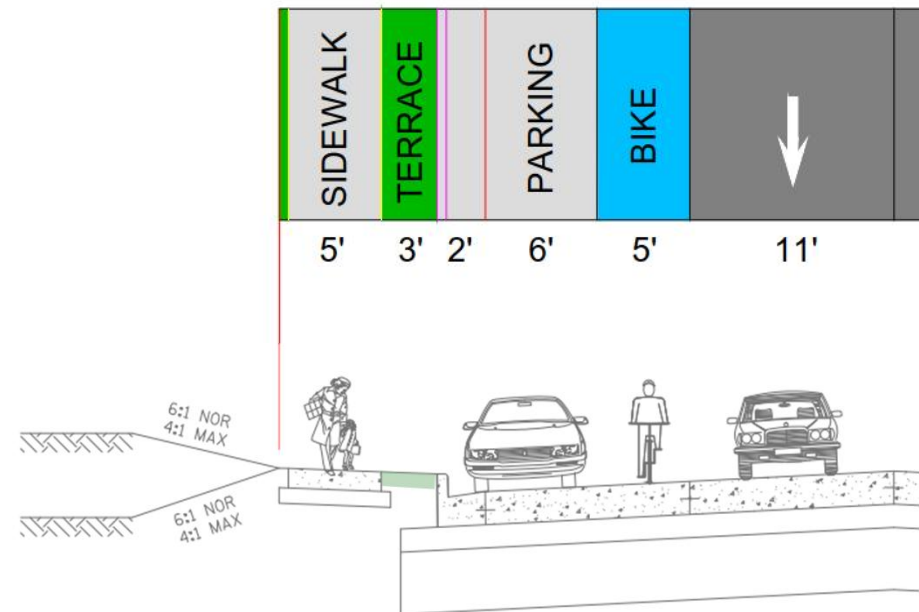 SIDEWALK
TERRACE
PARKING
BIKE
5' 3' 2' 6' 5' 11'
6:1 NOR
4:1 MAX
6:1 NOR
4:1 MAX